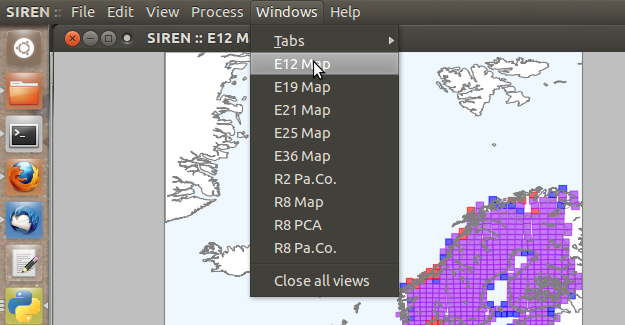 SIREN :: File Edit View Process Windows Help
SIREN :: E12 M
Tabs
E12 Map
E19 Map
E21 Map
E25 Map
E36 Map
R2 Pa.Co.
R8 Map
R8 PCA
R8 Pa.Co.
Close all views